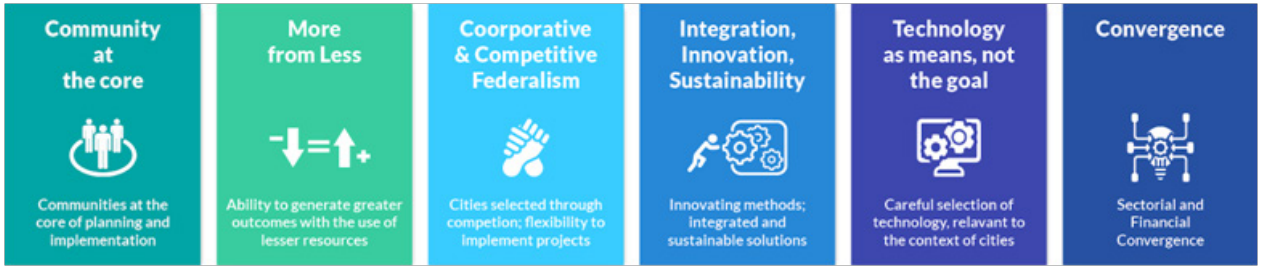 Community
at
the core
Communities at the
core of planning and
implementation
More
from Less
Ability to generate greater
outcomes with the use of
lesser resources
Coorporative
& Competitive
Federalism
Cities selected through
competion; flexibility to
implement projects
Integration,
Innovation,
Sustainability
Innovating methods;
integrated and
sustainable solutions
Technology
as means, not
the goal
Careful selection of
technology, relavant to
the context of cities
Convergence
Sectorial and
Financial
Convergence